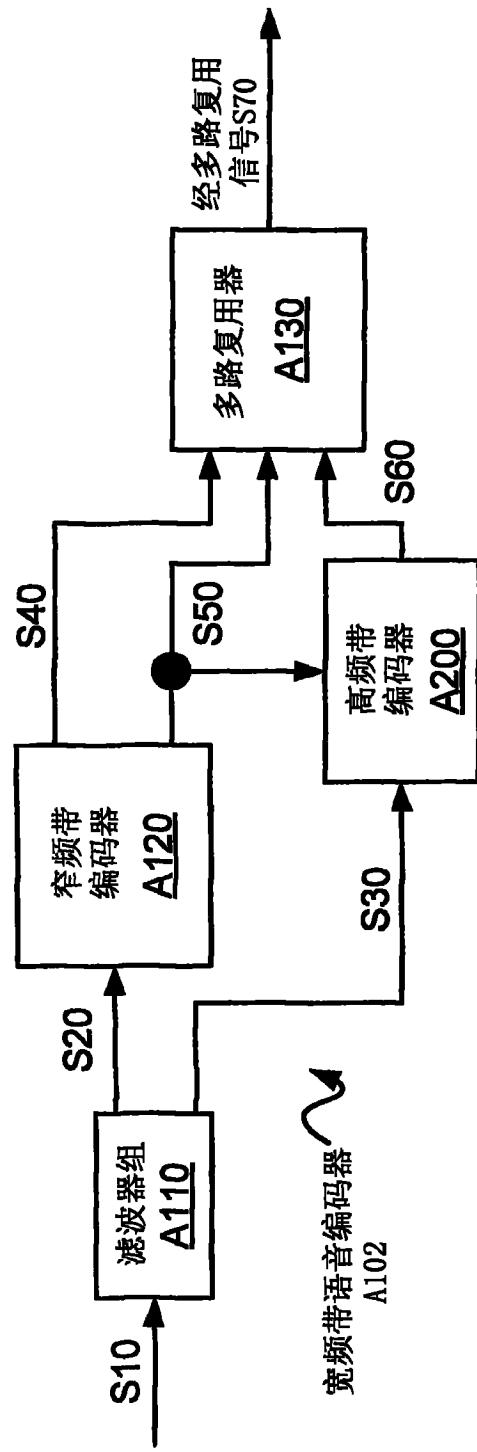 S10
滤波器组
A110
S20
S30
窄频带
编码器
A120
S40
S50
高频带
编码器
A200
S60
多路复用器
A130
经多路复用
信号S70
宽频带语音编码器
A102